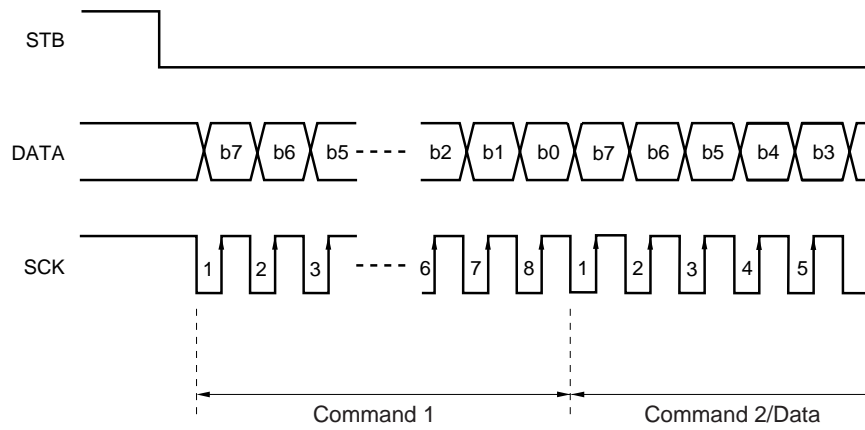 STB
DATA b7 b6 b5 b2 b1 b0 b7 b6 b5 b4 b3
SCK 1 2 3 6 7 8 1 2 3 4 5
Command 1 Command 2/Data